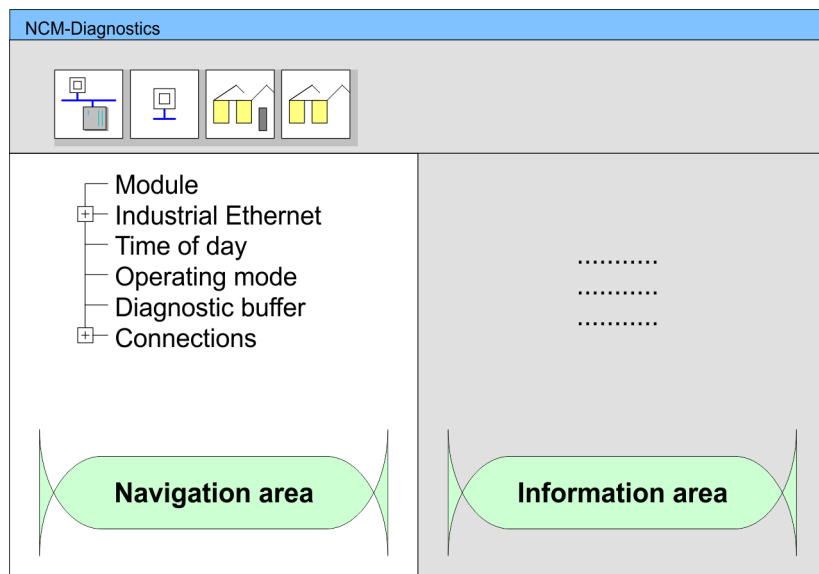 NCM-Diagnostics
Module
Industrial Ethernet
Time of day
Operating mode
Diagnostic buffer
Connections
...........
...........
...........
Navigation area
Information area